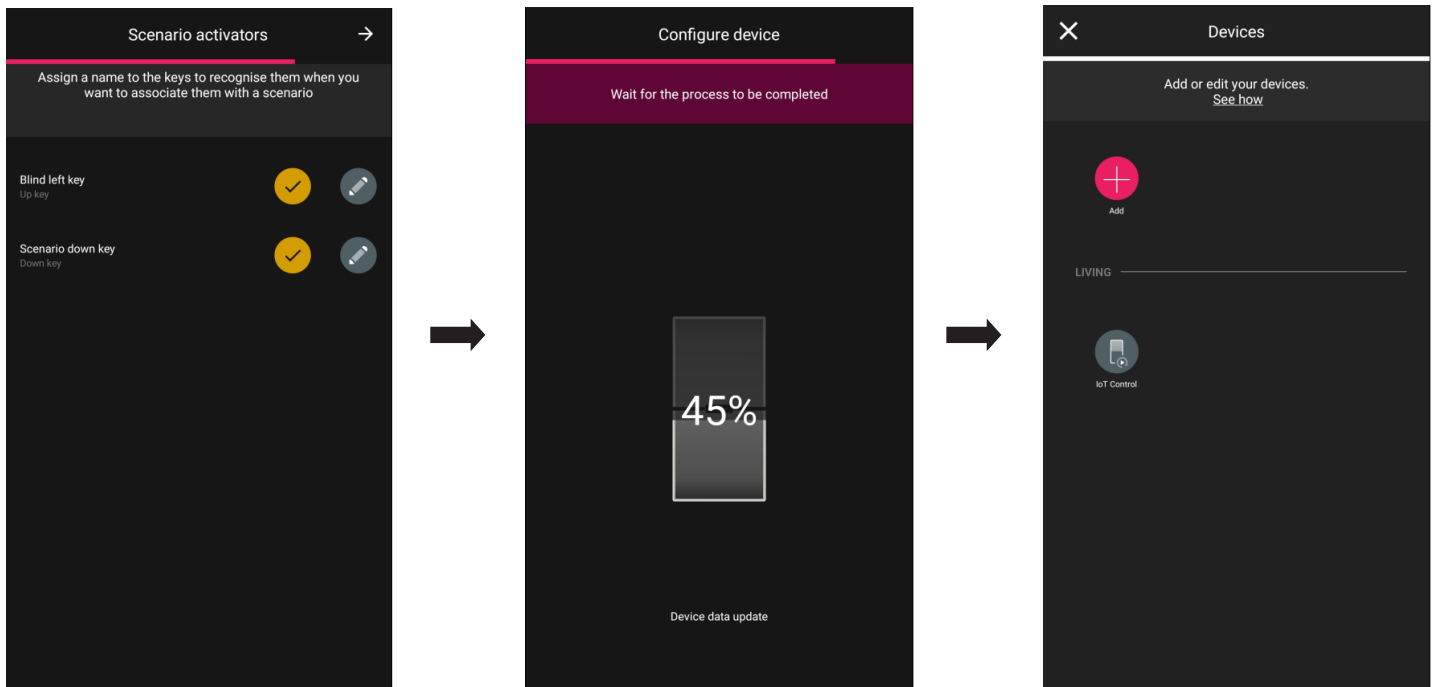 Scenario activators
Assign a name to the keys to recognise them when you
want to associate them with a scenario
Blind left key
Up key
Scenario down key
Down key
Configure device
Wait for the process to be completed
45%
Device data update
Devices
Add or edit your devices.
See how
Add
LIVING
IoT Control